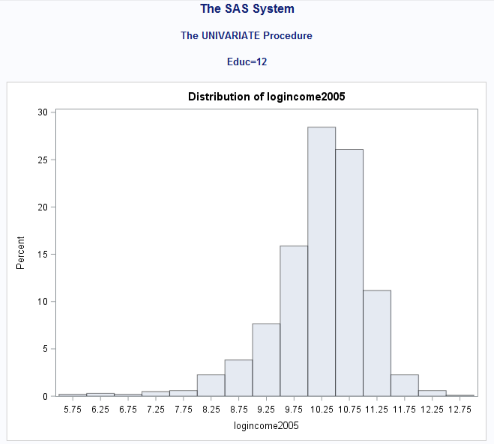 The SAS System
The UNIVARIATE Procedure
Educ=12
Distribution of logincome2005
30
25
20
15
10
5
0
Percent
5.75 6.25 6.75 7.25 7.75 8.25 8.75 9.25 9.75 10.25 10.75 11.25 11.75 12.25 12.75
logincome2005